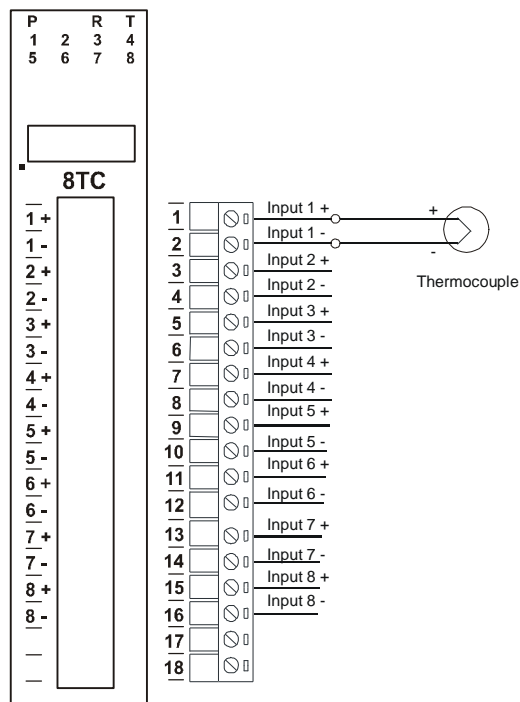 P R T
1 2 3 4
5 6 7 8
8TC
1 +
1 -
2 +
2 -
3 +
3 -
4 +
4 -
5 +
5 -
6 +
6 -
7 +
7 -
8 +
8 -
1 Input 1 + +
2 Input 1 - -
3 Input 2 +
4 Input 2 -
5 Input 3 +
6 Input 3 -
7 Input 4 +
8 Input 4 -
9 Input 5 +
10 Input 5 -
11 Input 6 +
12 Input 6 -
13 Input 7 +
14 Input 7 -
15 Input 8 +
16 Input 8 -
17
18
Thermocouple